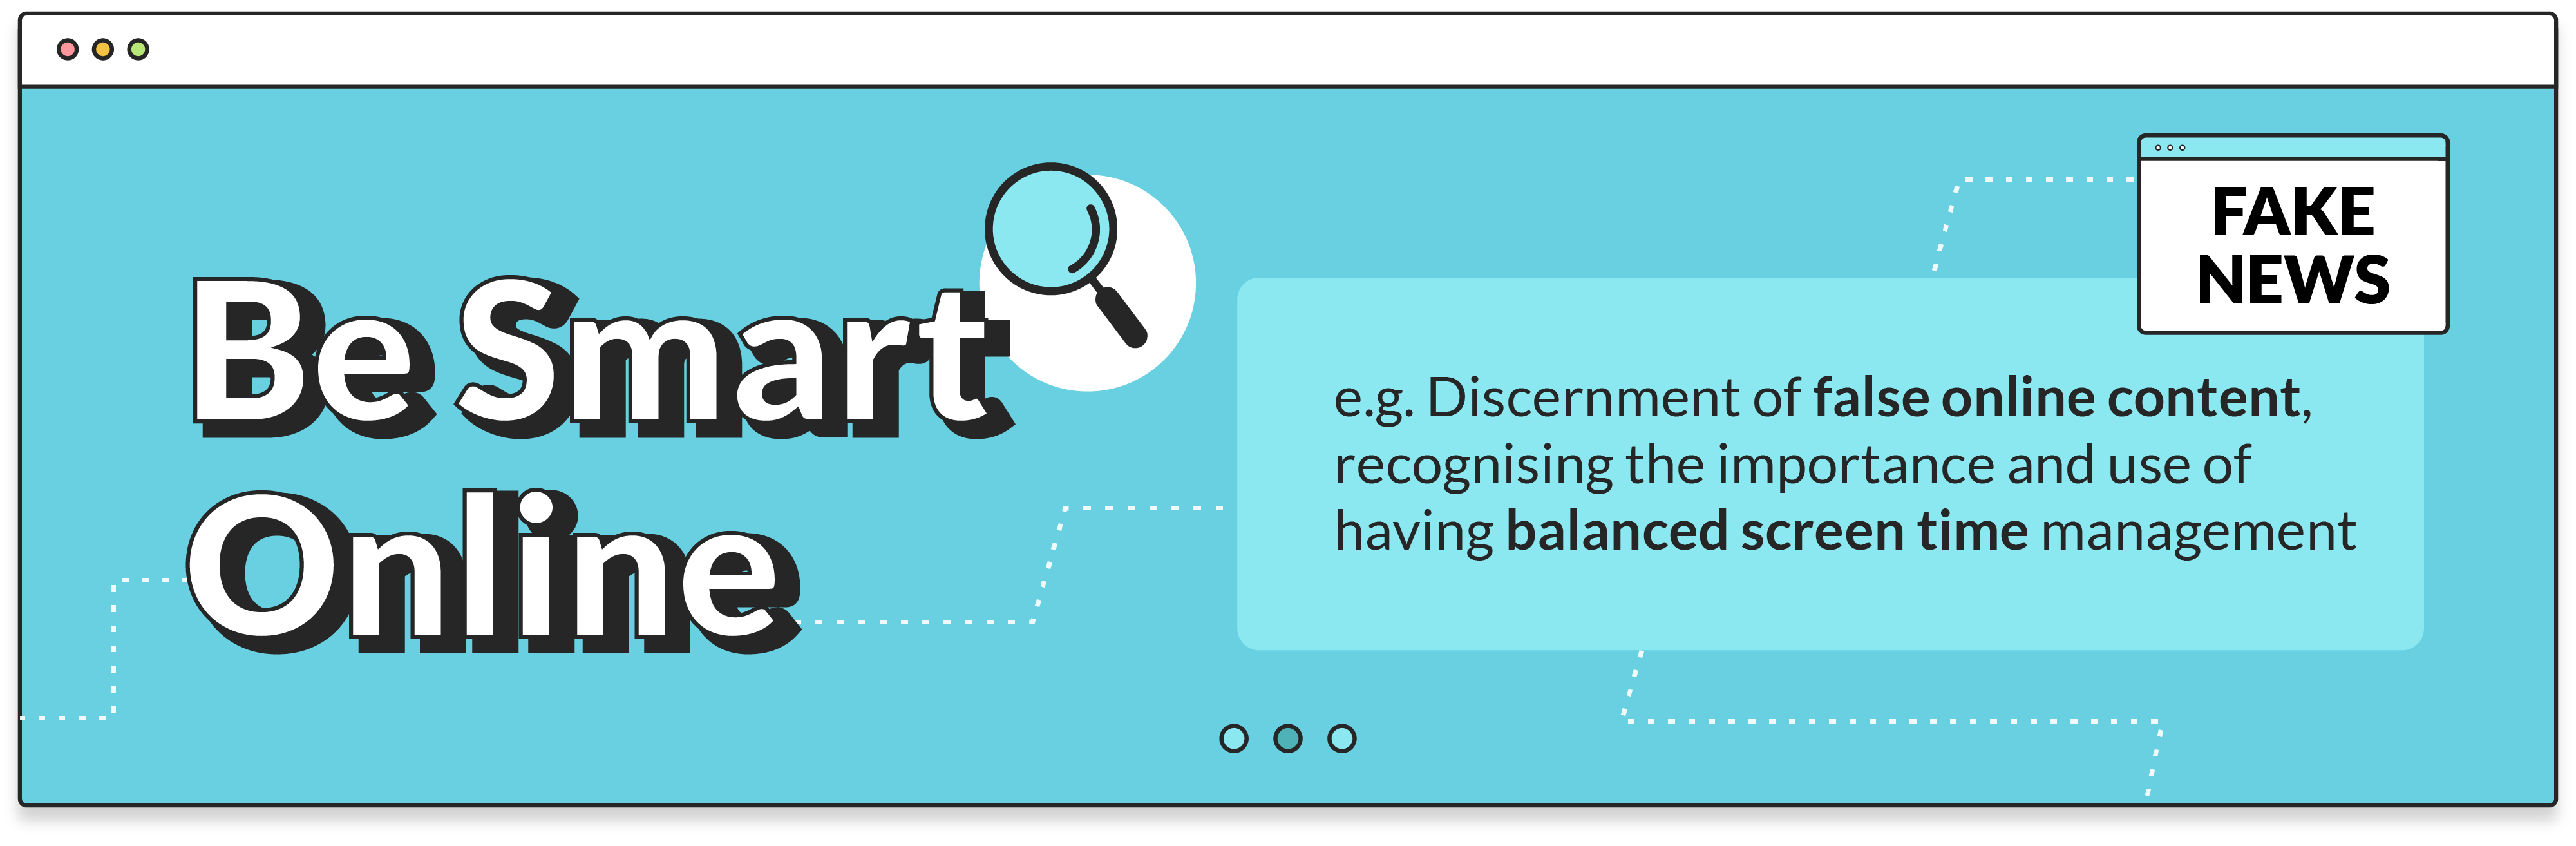 Be Smart
Online
FAKE
NEWS
e.g. Discernment of false online content,
recognising the importance and use of
having balanced screen time management